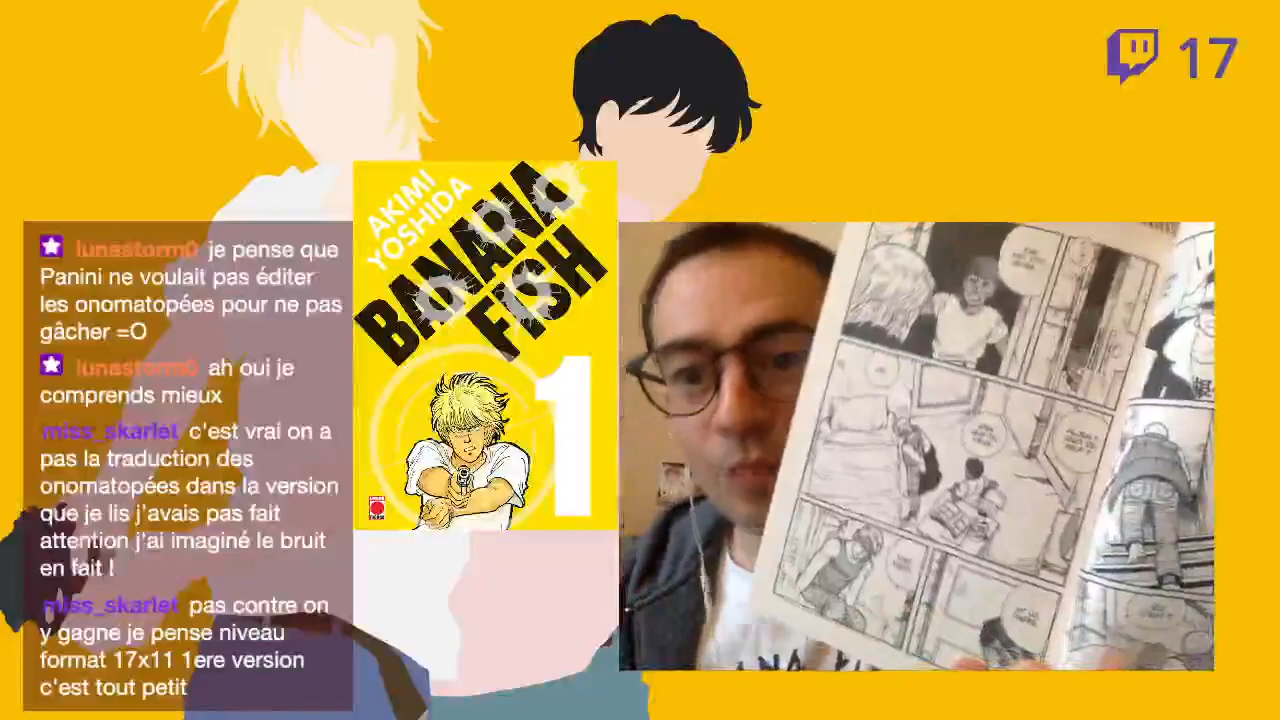 17
AKIMI
YOSHIDA
BANANA
FISH
1
lunastorm0 je pense que
Panini ne voulait pas éditer
les onomatopées pour ne pas
gâcher =O
lunastorm0 ah oui je
comprends mieux
miss_skarlet c'est vrai on a
pas la traduction des
onomatopées dans la version
que je lis j'avais pas fait
attention j'ai imaginé le bruit
en fait !
miss_skarlet pas contre on
y gagne je pense niveau
format 17x11 1ere version
c'est tout petit